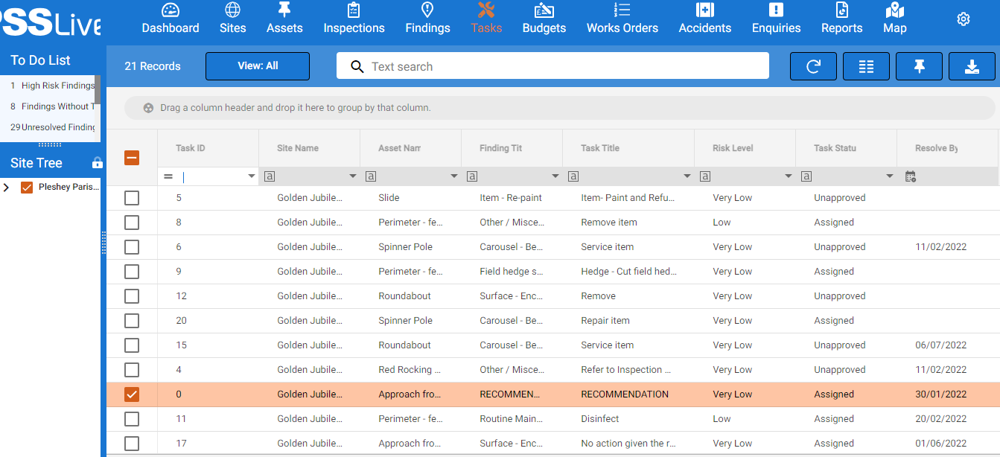 PSSLive
Dashboard Sites Assets Inspections Findings Tasks Budgets Works Orders Accidents Enquiries Reports Map
To Do List
1 High Risk Findings
8 Findings Without T
29 Unresolved Finding
Site Tree
Pleshey Paris...
21 Records View: All Text search
Drag a column header and drop it here to group by that column.
Task ID Site Name Asset Nam Finding Tit Task Title Risk Level Task Statu Resolve By
= a a a a a a
5 Golden Jubile... Slide Item - Re-paint Item- Paint and Refu... Very Low Unapproved
8 Golden Jubile... Perimeter - fe... Other / Misce... Remove item Low Assigned
6 Golden Jubile... Spinner Pole Carousel - Be... Service item Very Low Unapproved 11/02/2022
9 Golden Jubile... Perimeter - fe... Field hedge s... Hedge - Cut field hed... Very Low Assigned
12 Golden Jubile... Roundabout Surface - Enc... Remove Very Low Unapproved
20 Golden Jubile... Spinner Pole Carousel - Be... Repair item Very Low Assigned
15 Golden Jubile... Roundabout Carousel - Be... Service item Very Low Unapproved 06/07/2022
4 Golden Jubile... Red Rocking ... Other / Misce... Refer to Inspection ... Very Low Unapproved 11/02/2022
0 Golden Jubile... Approach fro... RECOMMEN... RECOMMENDATION Very Low Assigned 30/01/2022
11 Golden Jubile... Perimeter - fe... Routine Main... Disinfect Low Assigned 20/02/2022
17 Golden Jubile... Approach fro... Surface - Enc... No action given the r... Very Low Assigned 01/06/2022